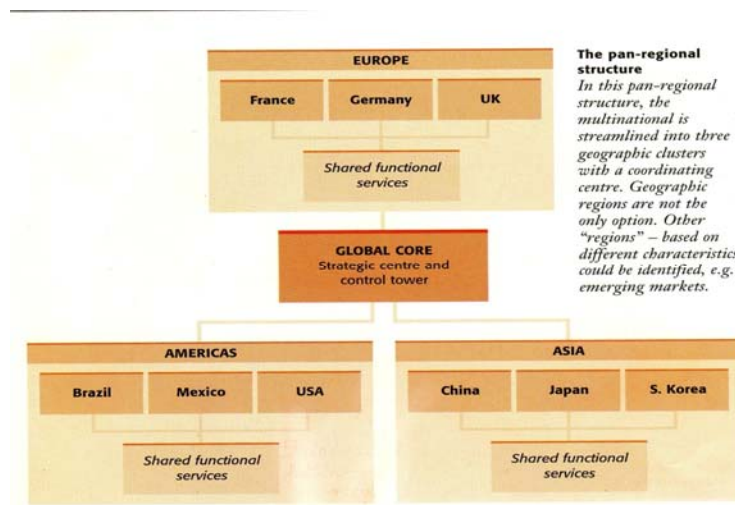 EUROPE
France
Germany
UK
Shared functional
services
The pan-regional
structure
In this pan-regional
structure, the
multinational is
streamlined into three
geographic clusters
with a coordinating
centre. Geographic
regions are not the
only option. Other
“regions” – based on
different characteristics
could be identified, e.g.
emerging markets.
GLOBAL CORE
Strategic centre and
control tower
AMERICAS
Brazil
Mexico
USA
Shared functional
services
ASIA
China
Japan
S. Korea
Shared functional
services